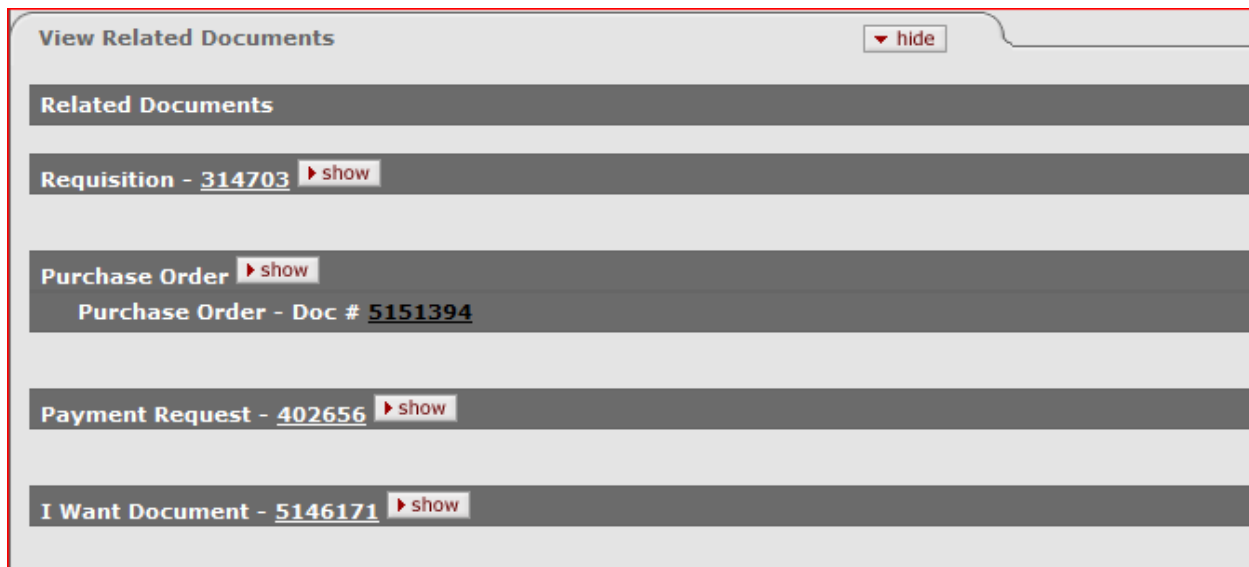 View Related Documents hide
Related Documents
Requisition - 314703 show
Purchase Order show
Purchase Order - Doc # 5151394
Payment Request - 402656 show
I Want Document - 5146171 show